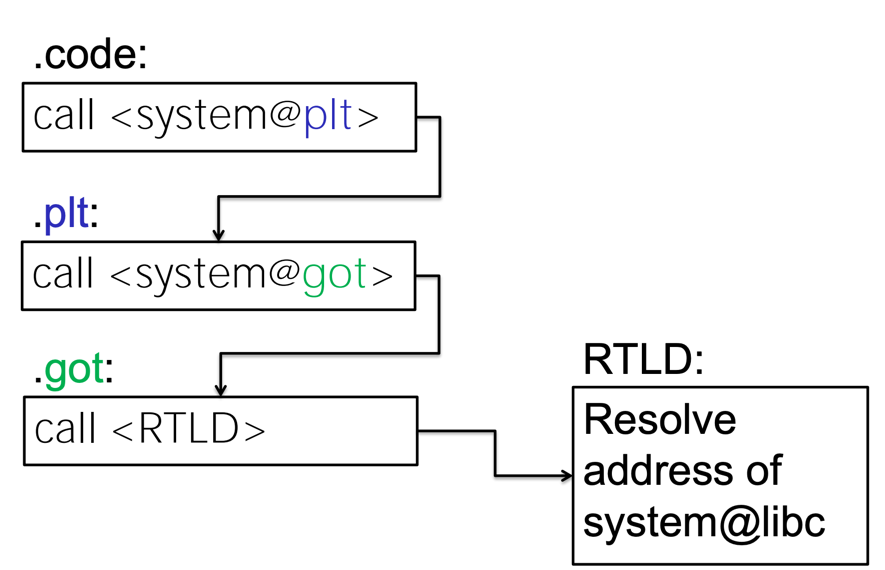 .code:
call <system@plt>
.plt:
call <system@got>
.got:
call <RTLD>
RTLD:
Resolve
address of
system@libc